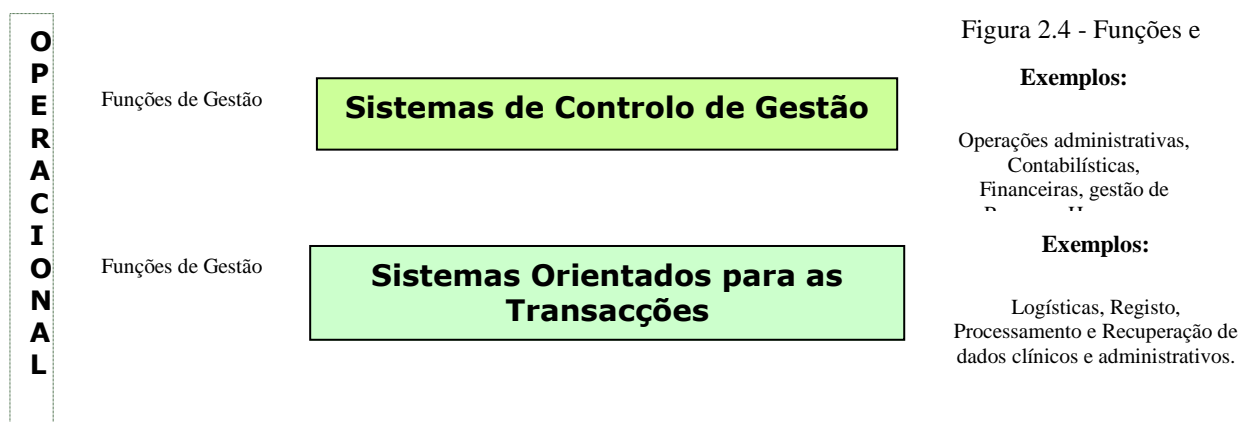 OPERACIONAL
Figura 2.4 - Funções e
Funções de Gestão
Sistemas de Controlo de Gestão
Exemplos:
Operações administrativas,
Contabilísticas,
Financeiras, gestão de
Funções de Gestão
Sistemas Orientados para as
Transacções
Exemplos:
Logísticas, Registo,
Processamento e Recuperação de
dados clínicos e administrativos.